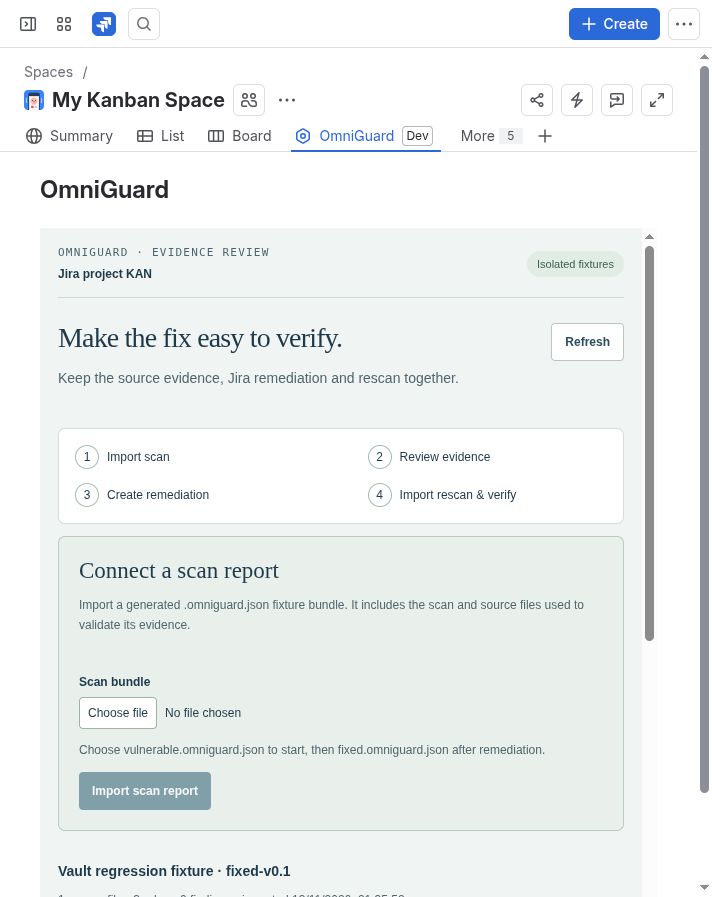 Create
Spaces /
My Kanban Space
Summary
List
Board
OmniGuard
Dev
More 5
OmniGuard
OMNIGUARD · EVIDENCE REVIEW
Jira project KAN
Isolated fixtures
Make the fix easy to verify.
Refresh
Keep the source evidence, Jira remediation and rescan together.
1 Import scan
2 Review evidence
3 Create remediation
4 Import rescan & verify
Connect a scan report
Import a generated .omniguard.json fixture bundle. It includes the scan and source files used to
validate its evidence.
Scan bundle
Choose file No file chosen
Choose vulnerable.omniguard.json to start, then fixed.omniguard.json after remediation.
Import scan report
Vault regression fixture · fixed-v0.1